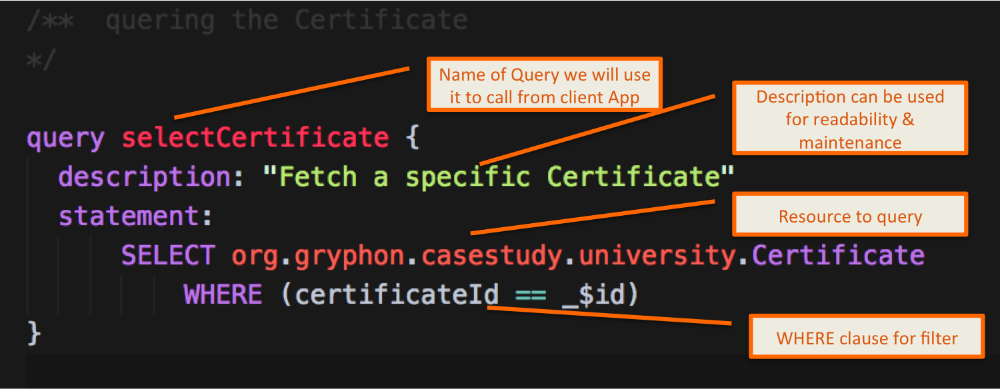 /** quering the Certificate
*/
Name of Query we will use
it to call from client App
Description can be used
for readability &
maintenance
query selectCertificate {
description: "Fetch a specific Certificate"
statement:
Resource to query
SELECT org.gryphon.casestudy.university.Certificate
WHERE (certificateId == _$id)
WHERE clause for filter
}